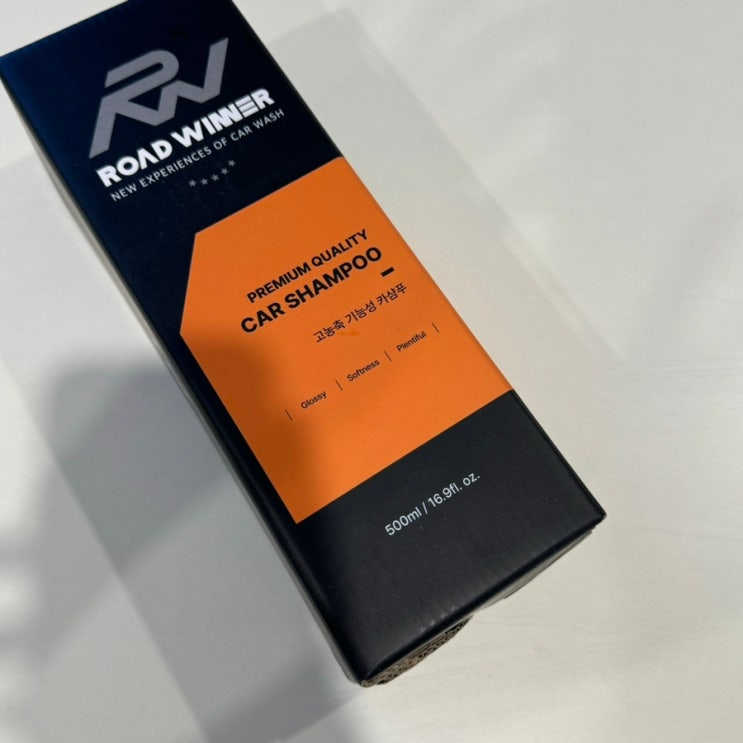 RW
ROAD WINNER
NEW EXPERIENCES OF CAR WASH
PREMIUM QUALITY
CAR SHAMPOO
고농축 기능성 카샴푸
| Glossy | Softness | Plentiful |
500ml / 16.9fl. oz.